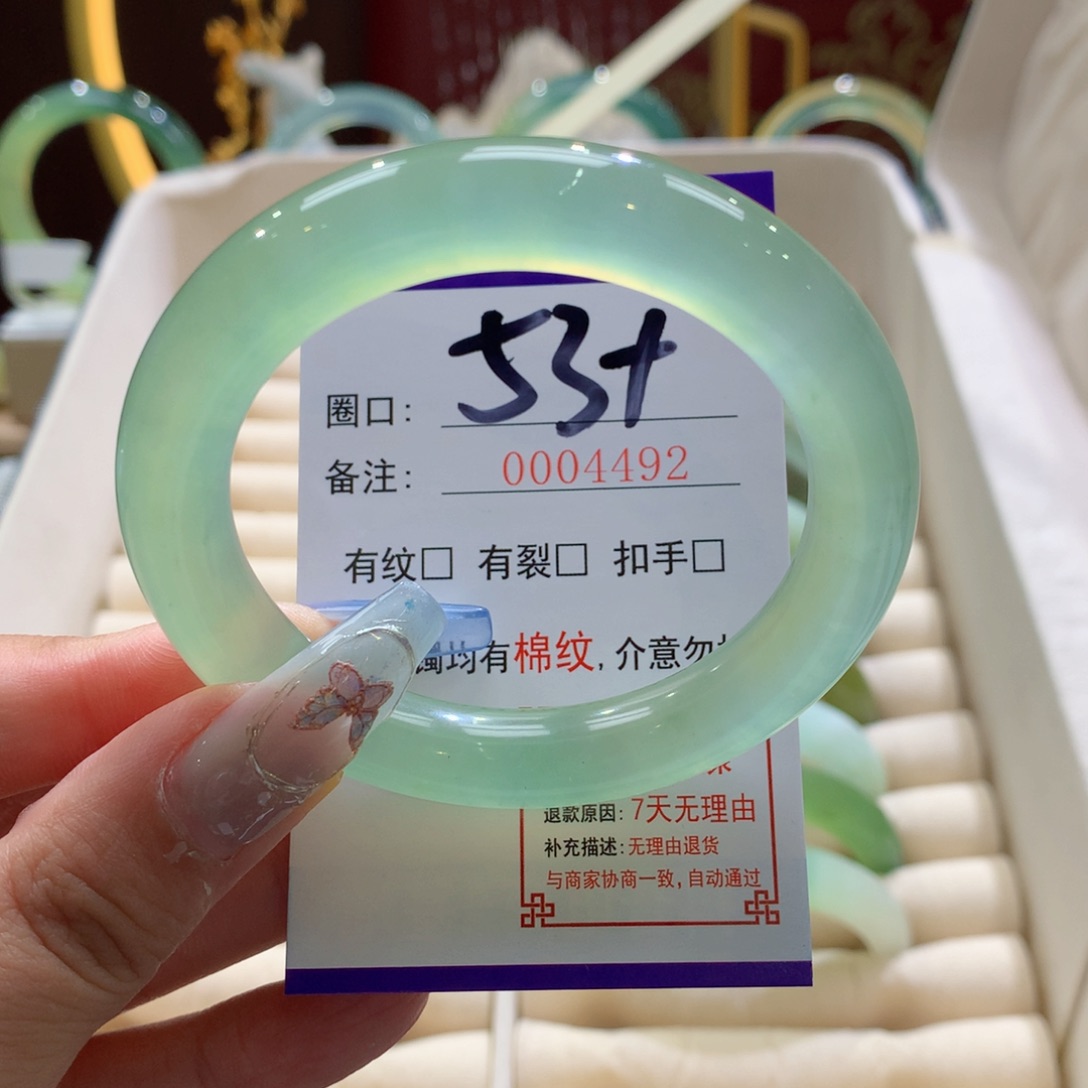 圈口: 53+
备注: 0004492
有纹□ 有裂□ 扣手□
镯均有棉纹,介意勿
退款原因: 7天无理由
补充描述:无理由退货
与商家协商一致,自动通过